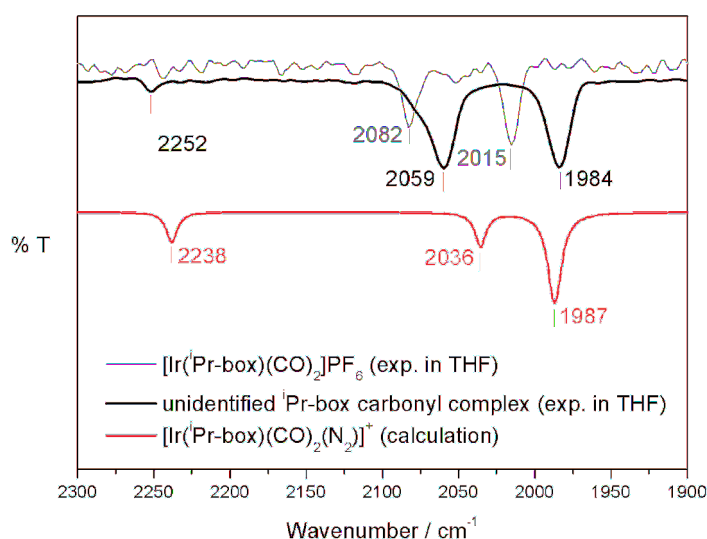 2252
2082
2059
2015
1984
% T
2238
2036
1987
[Ir(ⁱPr-box)(CO)₂]PF₆ (exp. in THF)
unidentified ⁱPr-box carbonyl complex (exp. in THF)
[Ir(ⁱPr-box)(CO)₂(N₂)]⁺ (calculation)
2300 2250 2200 2150 2100 2050 2000 1950 1900
Wavenumber / cm⁻¹